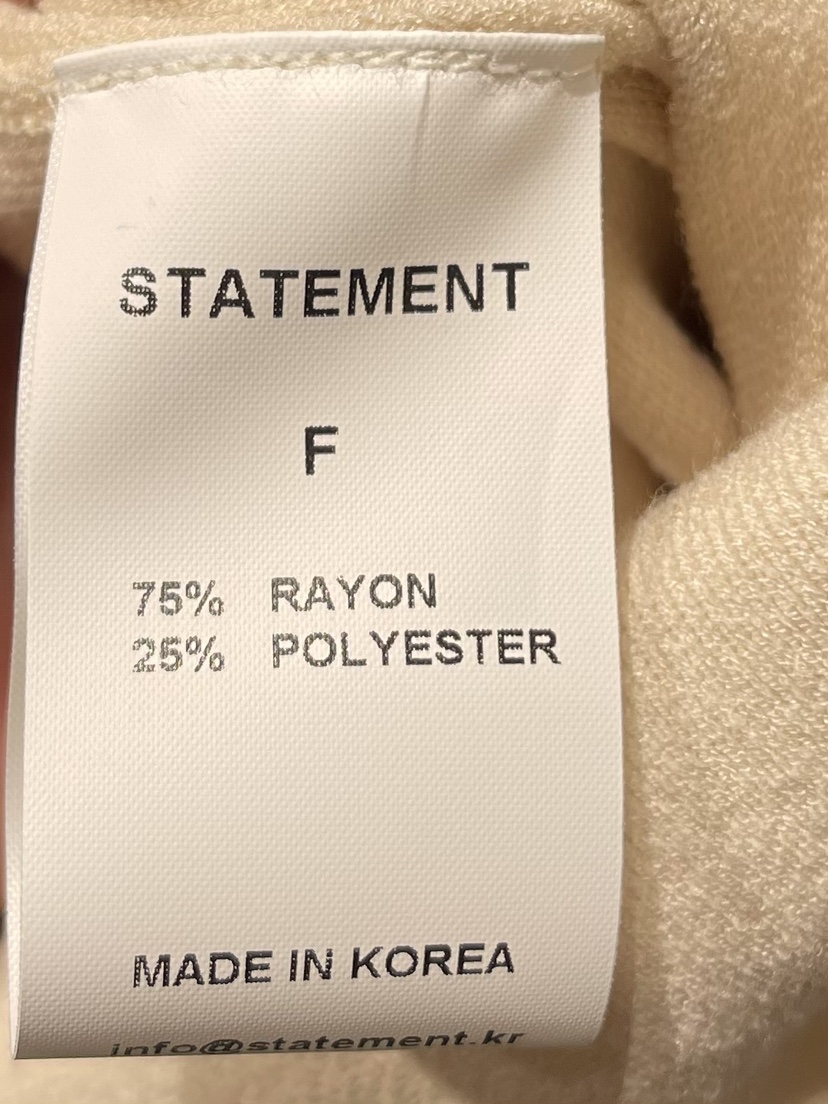 STATEMENT
F
75% RAYON
25% POLYESTER
MADE IN KOREA
info@statement.kr